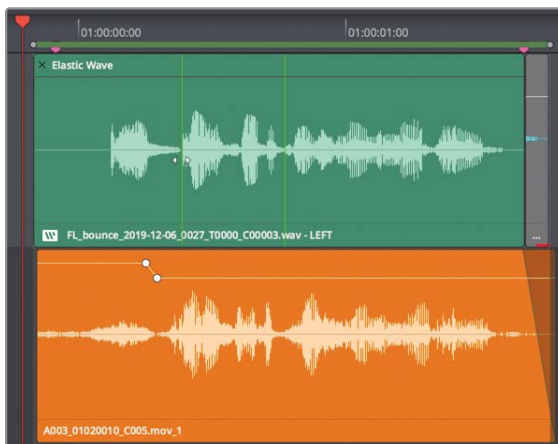 01:00:00:00
01:00:01:00
× Elastic Wave
FL_bounce_2019-12-06_0027_T0000_C00003.wav - LEFT
...
A003_01020010_C005.mov_1